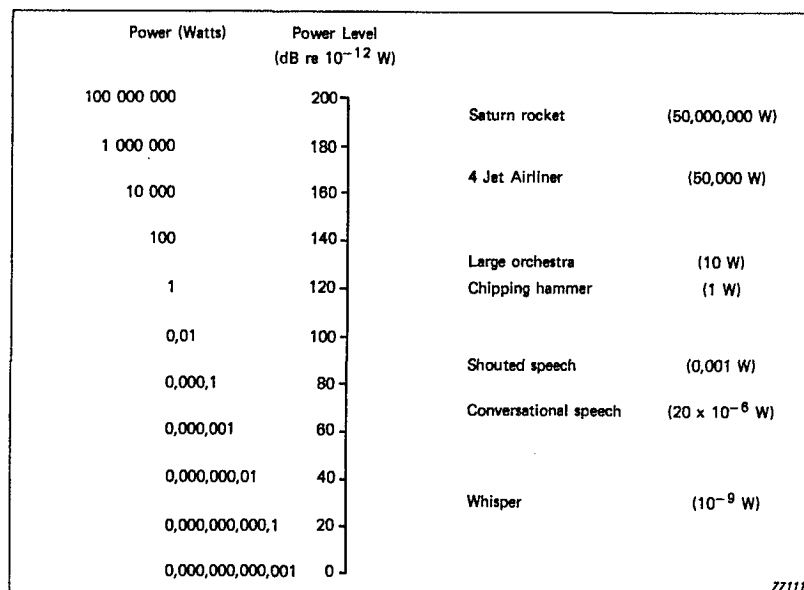 Power (Watts) Power Level
(dB re 10⁻¹² W)
100 000 000 200
Saturn rocket (50,000,000 W)
1 000 000 180
4 Jet Airliner (50,000 W)
10 000 160
100 140
Large orchestra (10 W)
1 120 Chipping hammer (1 W)
0,01 100
Shouted speech (0,001 W)
0,000,1 80
Conversational speech (20 x 10⁻⁶ W)
0,000,001 60
0,000,000,01 40
Whisper (10⁻⁹ W)
0,000,000,000,1 20
0,000,000,000,001 0
77111